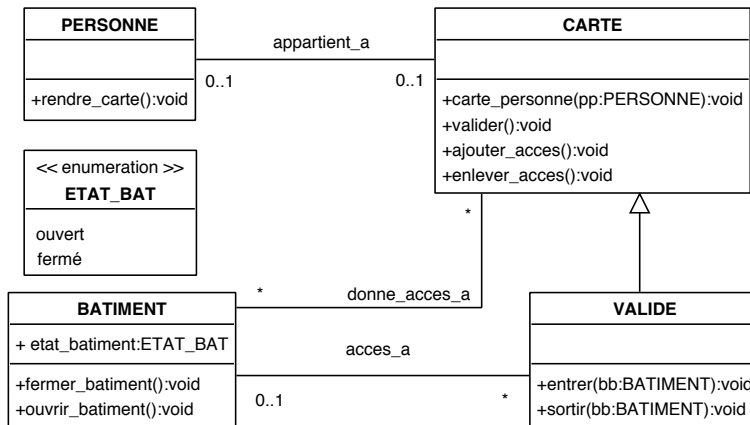 PERSONNE
+rendre_carte():void
appartient_a
0..1
0..1
CARTE
+carte_personne(pp:PERSONNE):void
+valider():void
+ajouter_acces():void
+enlever_acces():void
<< enumeration >>
ETAT_BAT
ouvert
fermé
*
*
donne_acces_a
BATIMENT
+ etat_batiment:ETAT_BAT
+fermer_batiment():void
+ouvrir_batiment():void
acces_a
0..1
*
VALIDE
+entrer(bb:BATIMENT):void
+sortir(bb:BATIMENT):void